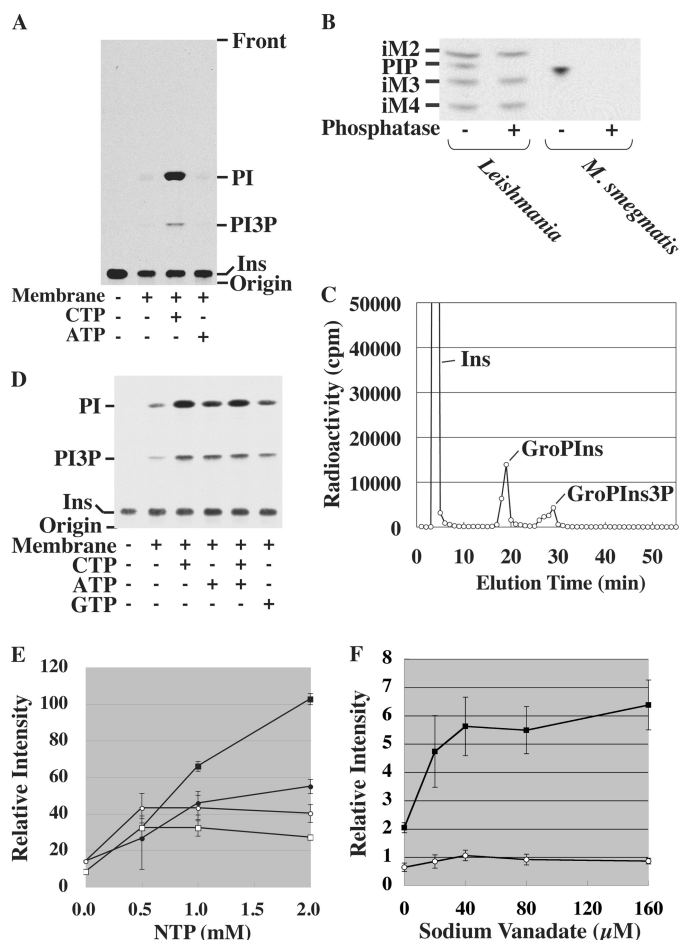 A
Front
PI
PI3P
Ins
Origin
Membrane - + + +
CTP - - + -
ATP - - - +
B
iM2
PIP
iM3
iM4
Phosphatase - + - +
Leishmania
M. smegmatis
C
50000
40000
30000
20000
10000
0
Radioactivity (cpm)
Ins
GroPIns
GroPIns3P
0 10 20 30 40 50
Elution Time (min)
D
PI
PI3P
Ins
Origin
Membrane - + + + + +
CTP - - + - + -
ATP - - - + + -
GTP - - - - - +
E
120
100
80
60
40
20
0
Relative Intensity
0.0 0.5 1.0 2.0
NTP (mM)
F
8
7
6
5
4
3
2
1
0
Relative Intensity
0 40 80 120 160
Sodium Vanadate (µM)